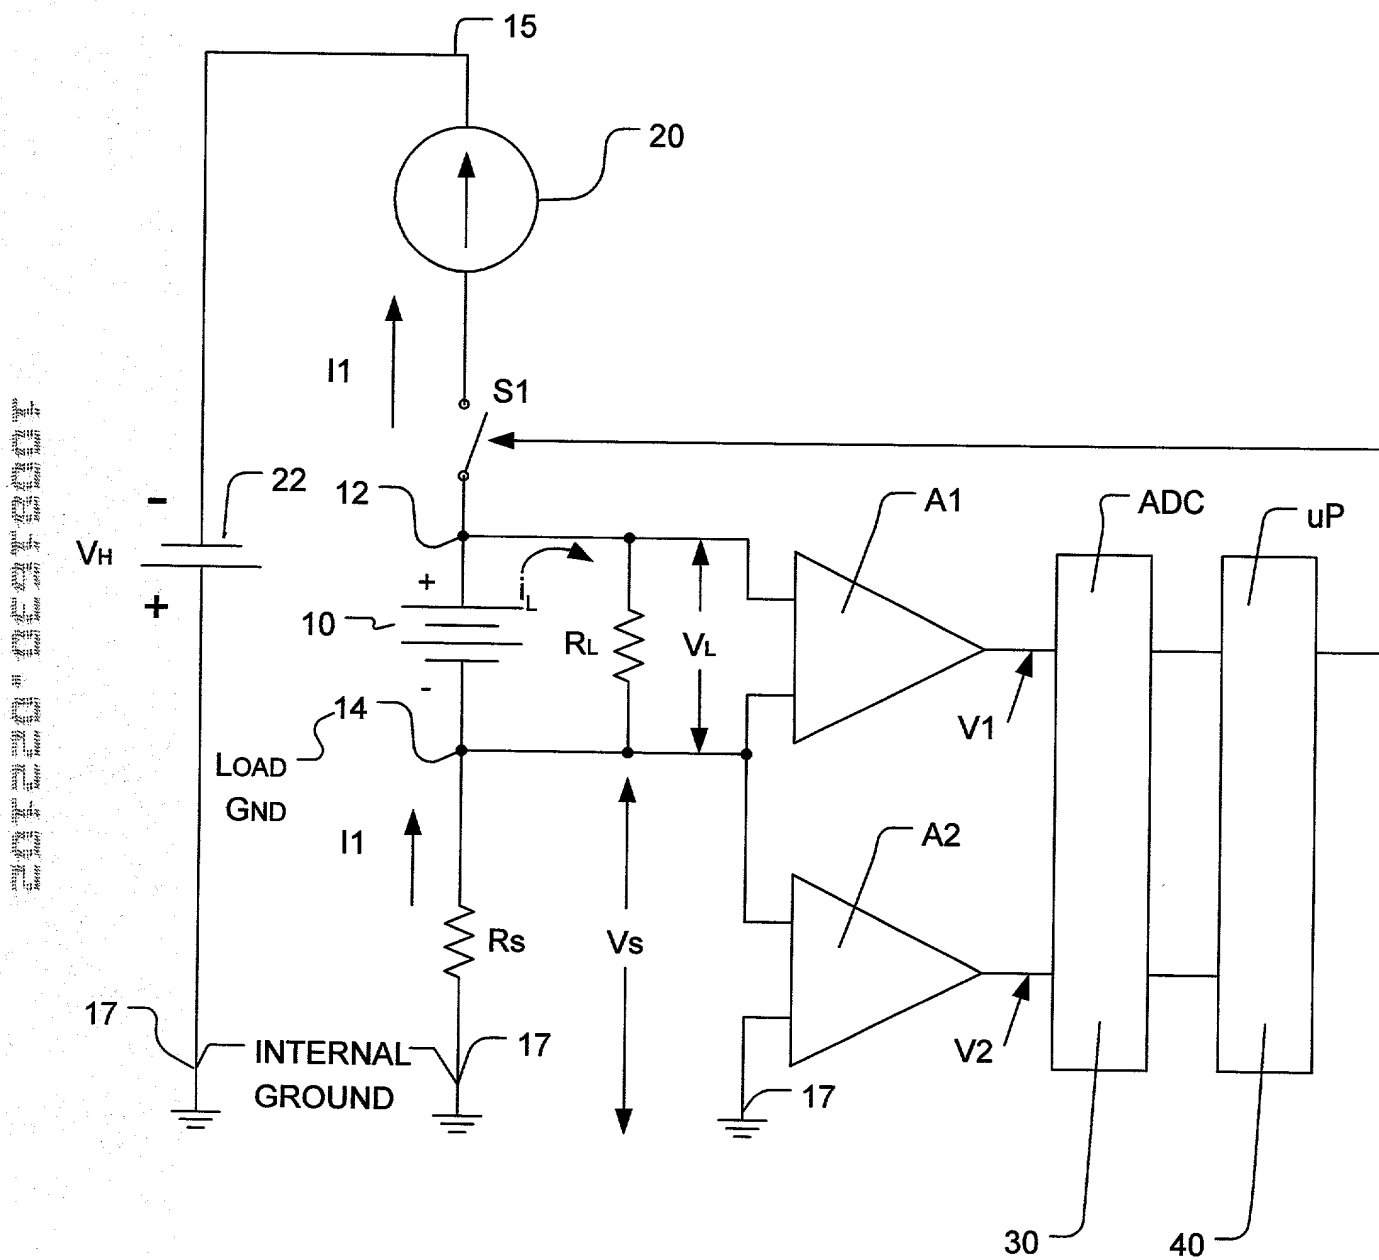 15
20
I1
S1
22
12
A1
ADC
uP
-
VH
+
+
iL
10
RL
VL
-
14
V1
LOAD
GND
I1
A2
Rs
Vs
17
INTERNAL
GROUND
17
17
V2
30
40